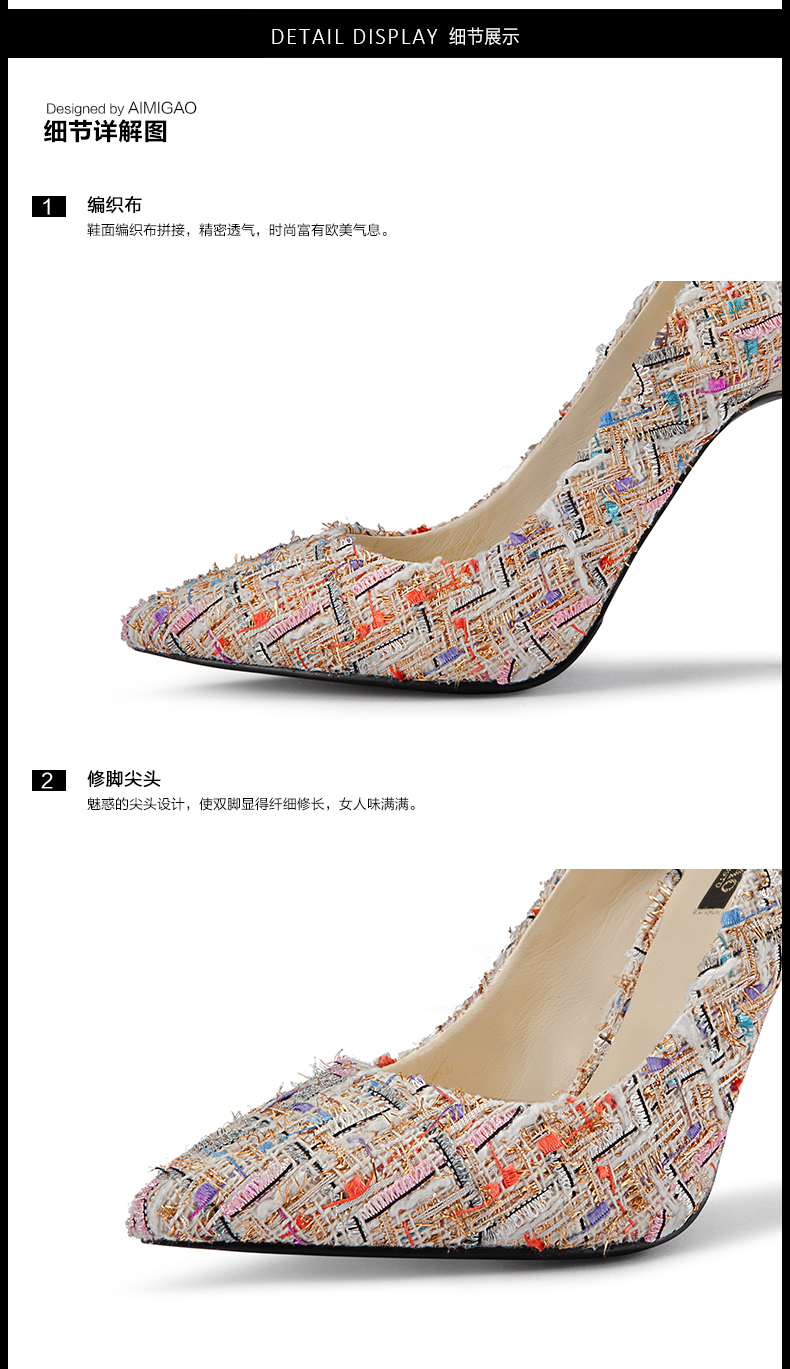 DETAIL DISPLAY 细节展示
Designed by AIMIGAO
细节详解图
1 编织布
鞋面编织布拼接，精密透气，时尚富有欧美气息。
2 修脚尖头
魅惑的尖头设计，使双脚显得纤细修长，女人味满满。